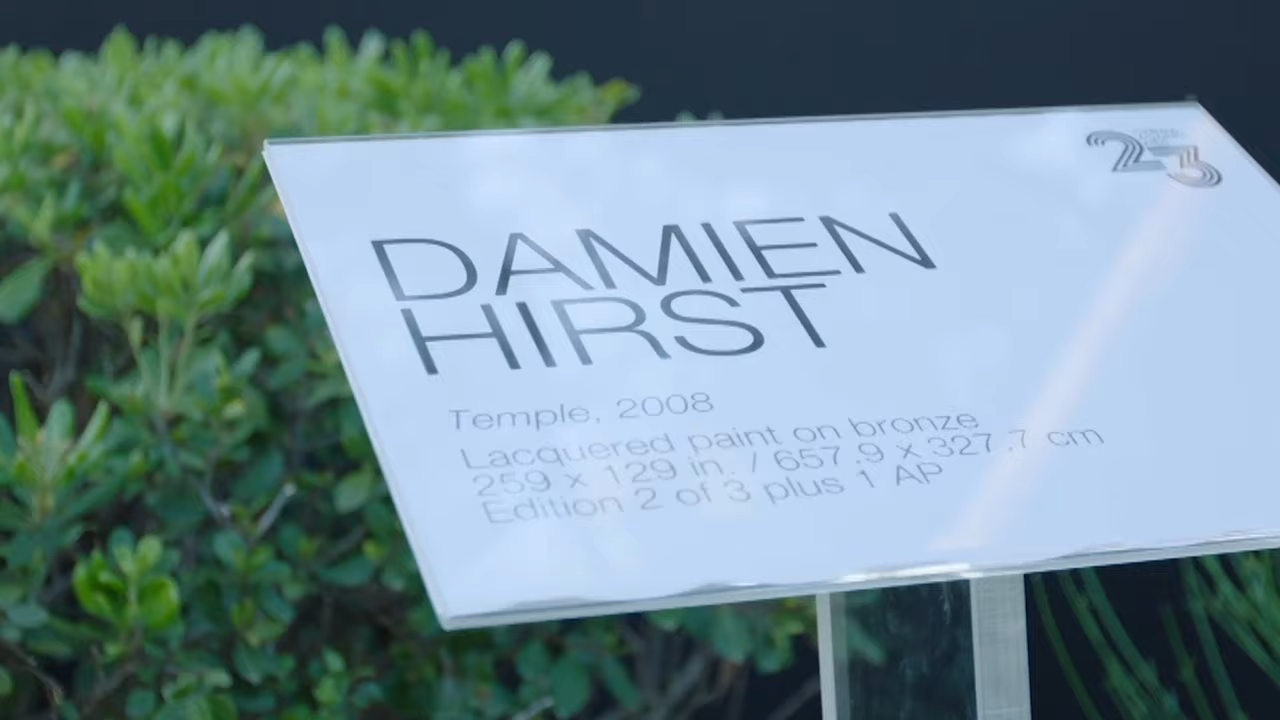 23
DAMIEN
HIRST
Temple, 2008
Lacquered paint on bronze
259 x 129 in. / 657.9 x 327.7 cm
Edition 2 of 3 plus 1 AP